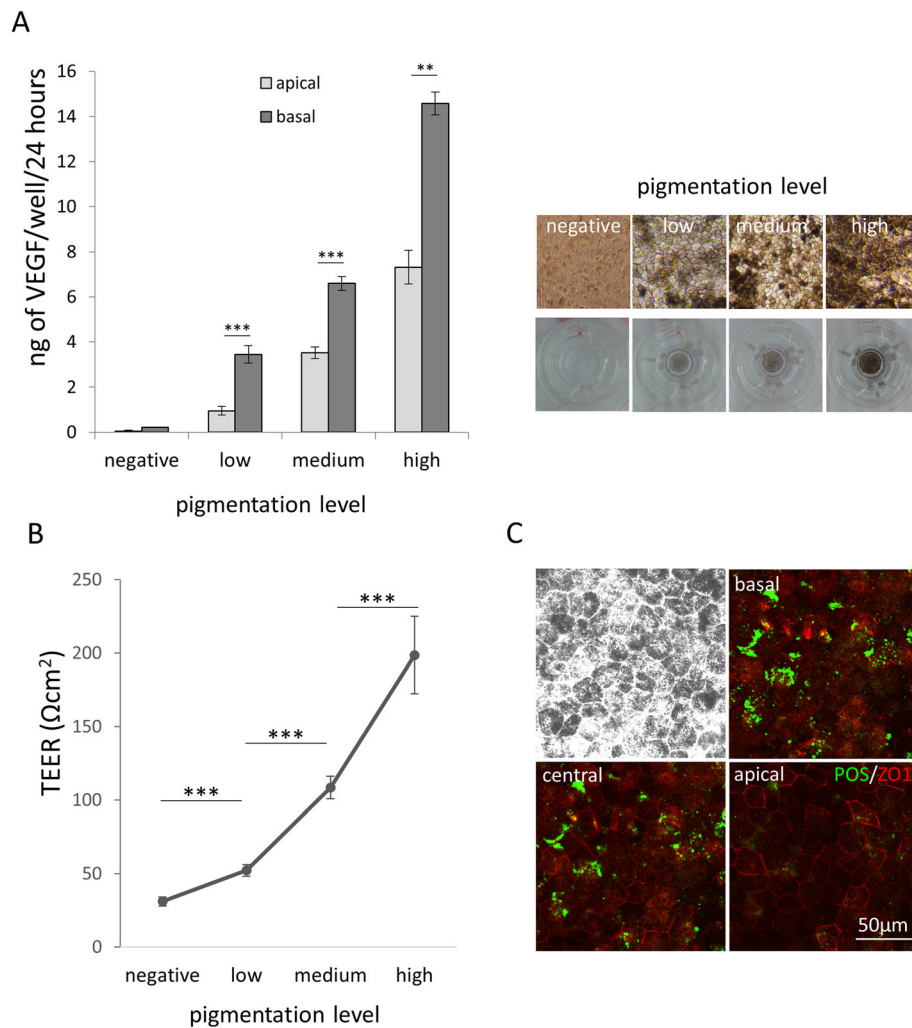 A
ng of VEGF/well/24 hours
16
14
12
10
8
6
4
2
0
apical
basal
***
***
**
negative low medium high
pigmentation level
pigmentation level
negative low medium high
B
TEER (Ωcm²)
250
200
150
100
50
0
***
***
***
negative low medium high
pigmentation level
C
basal
central
apical
POS/ZO1
50μm